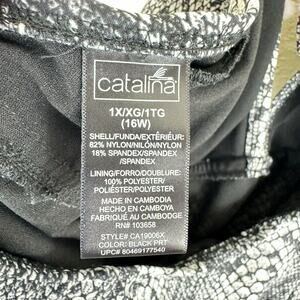 catalina
1X/XG/1TG
(16W)
SHELL/FUNDA/EXTÉRIEUR:
82% NYLON/NILÓN/NYLON
18% SPANDEX/SPANDEX
/SPANDEX
LINING/FORRO/DOUBLURE:
100% POLYESTER/
POLIÉSTER/POLYESTER
MADE IN CAMBODIA
HECHO EN CAMBOYA
FABRIQUÉ AU CAMBODGE
RN# 103658
STYLE# CA19006X
COLOR: BLACK PRT
UPC# 80469177540